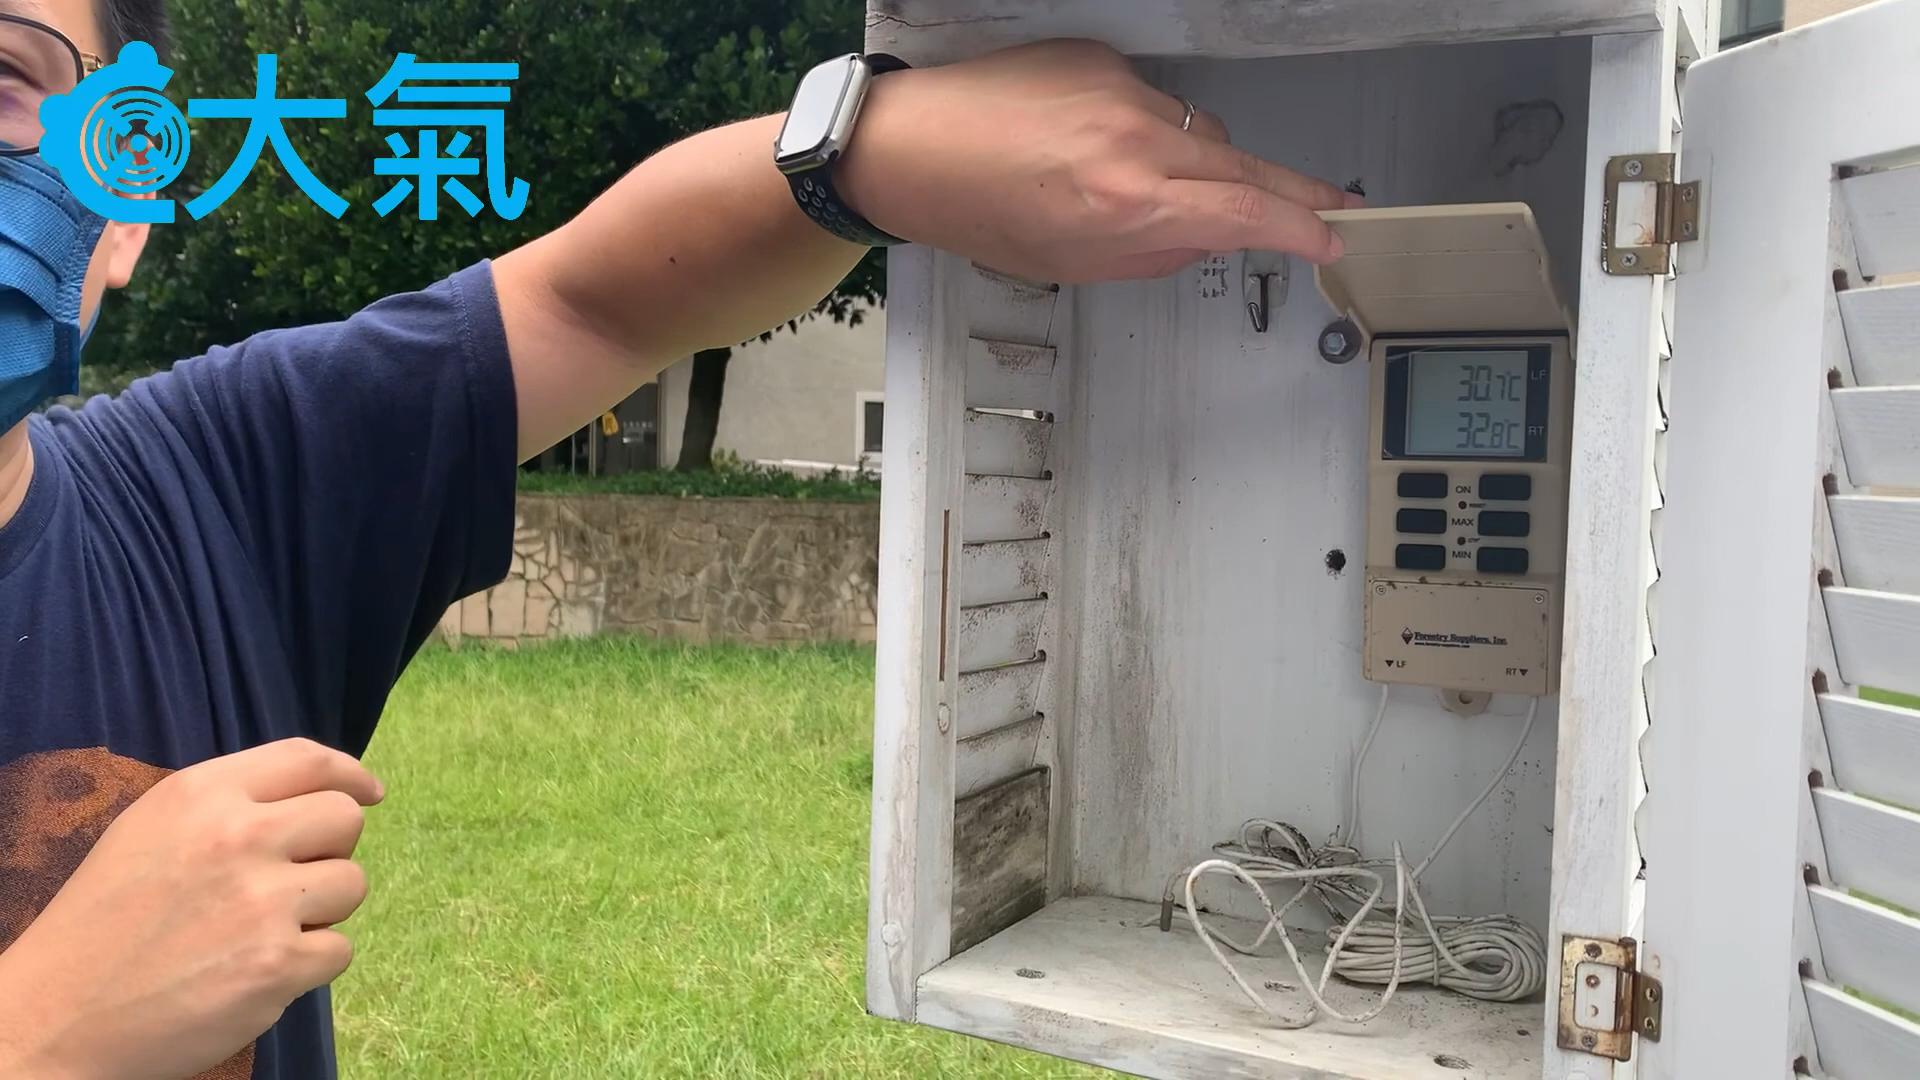 大氣
30.7℃ LF
32.8℃ RT
ON
MAX
MIN
Forestry Suppliers, Inc.
▼ LF
RT ▼